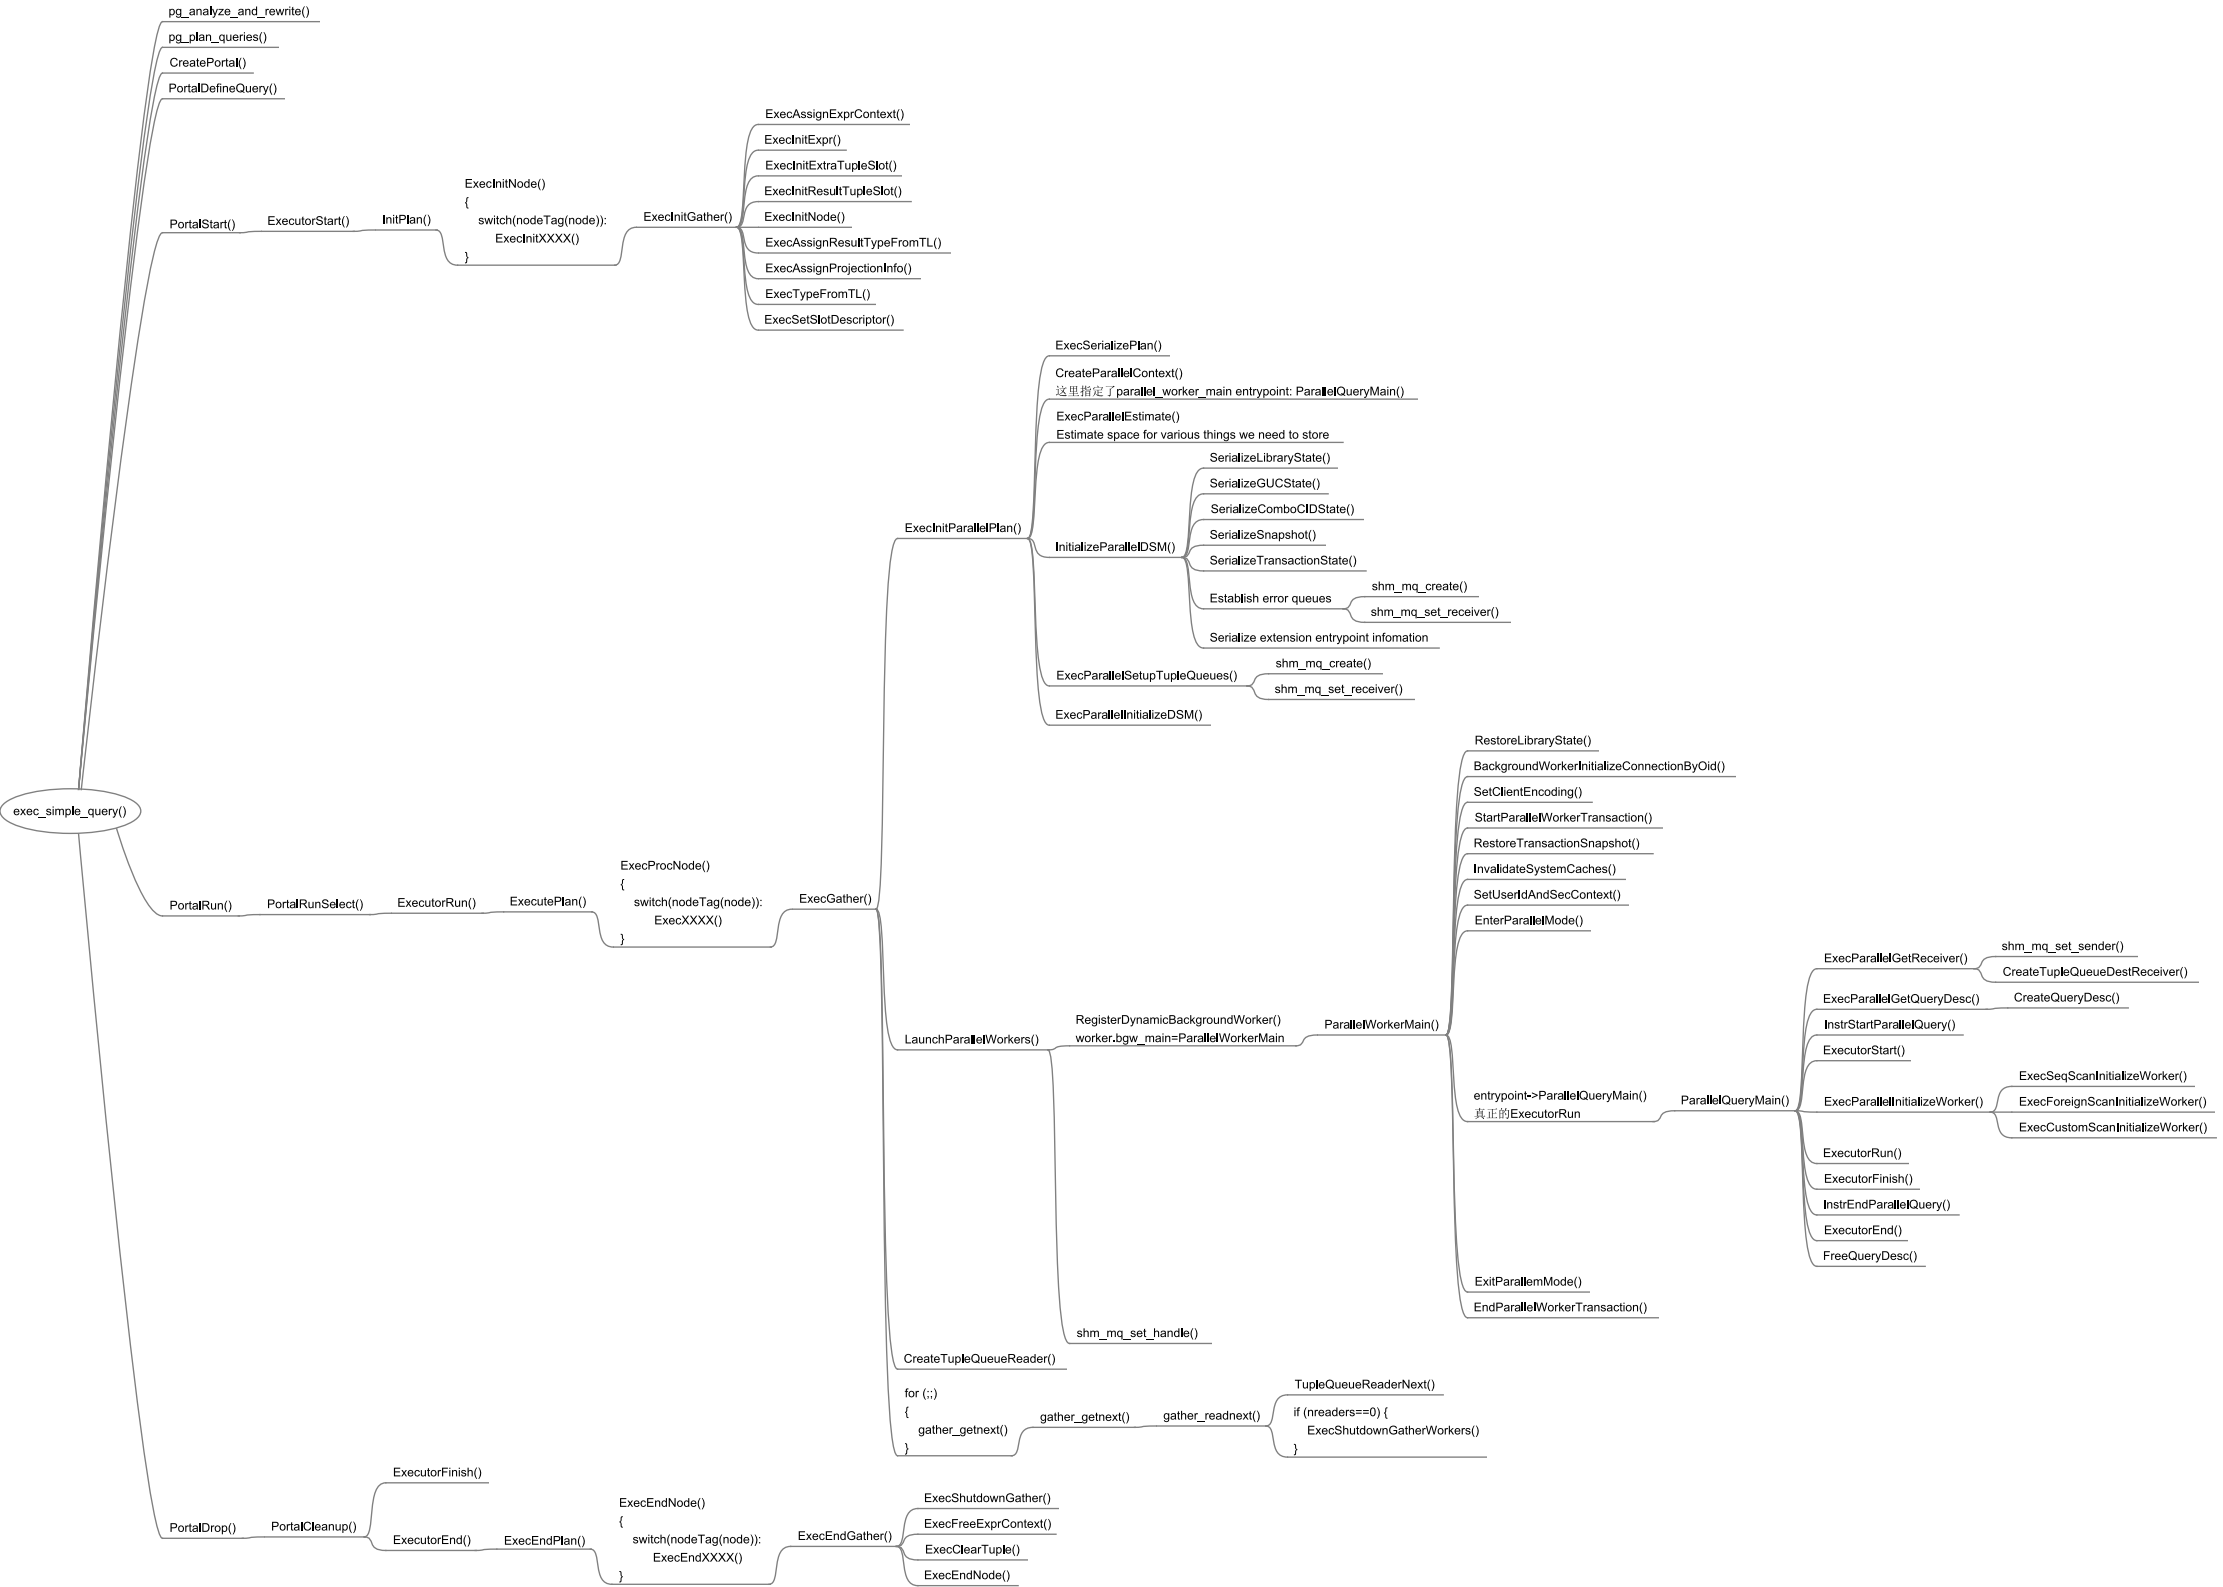 pg_analyze_and_rewrite()
pg_plan_queries()
CreatePortal()
PortalDefineQuery()
PortalStart()
ExecutorStart()
InitPlan()
ExecInitNode()
{
switch(nodeTag(node)):
ExecInitXXXX()
}
ExecInitGather()
ExecAssignExprContext()
ExecInitExpr()
ExecInitExtraTupleSlot()
ExecInitResultTupleSlot()
ExecInitNode()
ExecAssignResultTypeFromTL()
ExecAssignProjectionInfo()
ExecTypeFromTL()
ExecSetSlotDescriptor()
exec_simple_query()
PortalRun()
PortalRunSelect()
ExecutorRun()
ExecutePlan()
ExecProcNode()
{
switch(nodeTag(node)):
ExecXXXX()
}
ExecGather()
ExecInitParallelPlan()
ExecSerializePlan()
CreateParallelContext()
这里指定了parallel_worker_main entrypoint: ParallelQueryMain()
ExecParallelEstimate()
Estimate space for various things we need to store
InitializeParallelDSM()
SerializeLibraryState()
SerializeGUCState()
SerializeComboCIDState()
SerializeSnapshot()
SerializeTransactionState()
Establish error queues
shm_mq_create()
shm_mq_set_receiver()
Serialize extension entrypoint infomation
ExecParallelSetupTupleQueues()
shm_mq_create()
shm_mq_set_receiver()
ExecParallelInitializeDSM()
LaunchParallelWorkers()
RegisterDynamicBackgroundWorker()
worker.bgw_main=ParallelWorkerMain
ParallelWorkerMain()
RestoreLibraryState()
BackgroundWorkerInitializeConnectionByOid()
SetClientEncoding()
StartParallelWorkerTransaction()
RestoreTransactionSnapshot()
InvalidateSystemCaches()
SetUserIdAndSecContext()
EnterParallelMode()
entrypoint->ParallelQueryMain()
真正的ExecutorRun
ParallelQueryMain()
ExecParallelGetReceiver()
shm_mq_set_sender()
CreateTupleQueueDestReceiver()
ExecParallelGetQueryDesc()
CreateQueryDesc()
InstrStartParallelQuery()
ExecutorStart()
ExecParallelInitializeWorker()
ExecSeqScanInitializeWorker()
ExecForeignScanInitializeWorker()
ExecCustomScanInitializeWorker()
ExecutorRun()
ExecutorFinish()
InstrEndParallelQuery()
ExecutorEnd()
FreeQueryDesc()
ExitParallemMode()
EndParallelWorkerTransaction()
shm_mq_set_handle()
CreateTupleQueueReader()
for (;;)
{
gather_getnext()
}
gather_getnext()
gather_readnext()
TupleQueueReaderNext()
if (nreaders==0) {
ExecShutdownGatherWorkers()
}
PortalDrop()
PortalCleanup()
ExecutorFinish()
ExecutorEnd()
ExecEndPlan()
ExecEndNode()
{
switch(nodeTag(node)):
ExecEndXXXX()
}
ExecEndGather()
ExecShutdownGather()
ExecFreeExprContext()
ExecClearTuple()
ExecEndNode()